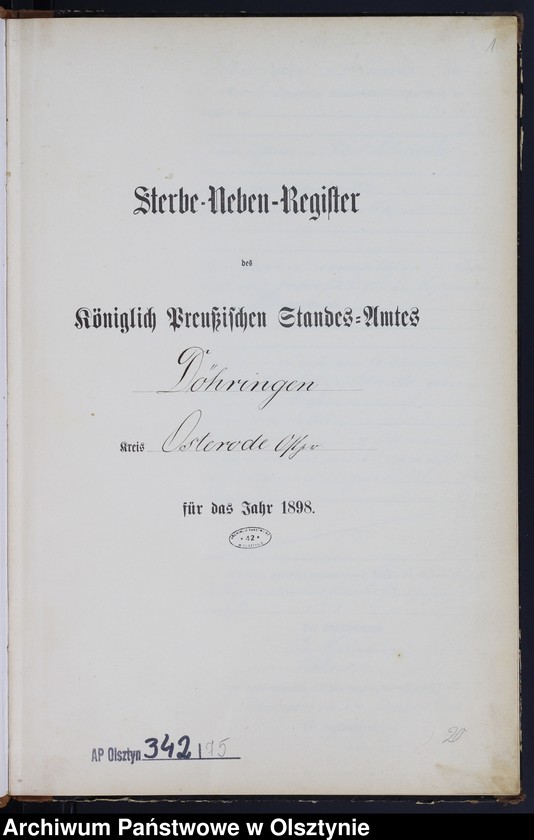 1
Sterbe-Neben-Register
des
Königlich Preußischen Standes-Amtes
Döhringen
Kreis Osterode Ostpr
für das Jahr 1898.
* 42 *
20
AP Olsztyn 342 / 75
Archiwum Państwowe w Olsztynie